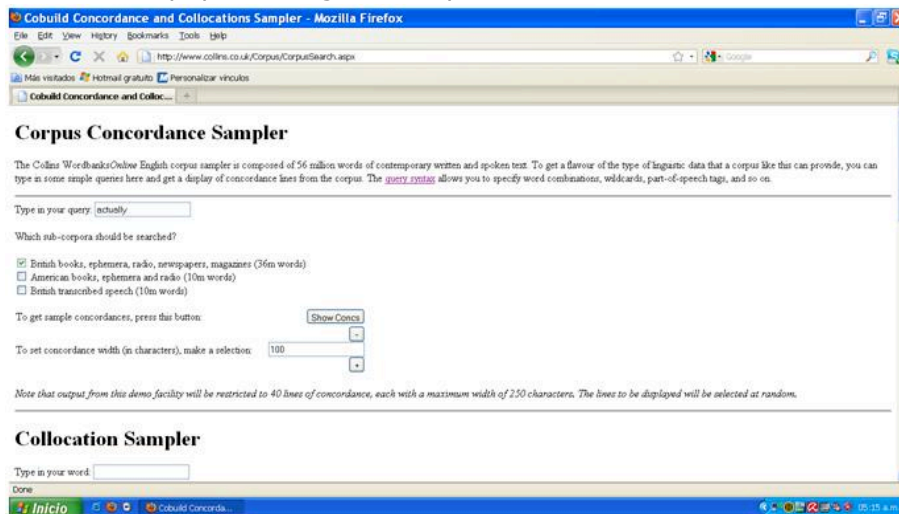 Cobuild Concordance and Collocations Sampler - Mozilla Firefox
File Edit View History Bookmarks Tools Help
http://www.collins.co.uk/Corpus/CorpusSearch.aspx Google
Más visitados Hotmail gratuito Personalizar vínculos
Cobuild Concordance and Colloc...
Corpus Concordance Sampler
The Collins WordbanksOnline English corpus sampler is composed of 56 million words of contemporary written and spoken text. To get a flavour of the type of linguistic data that a corpus like this can provide, you can
type in some simple queries here and get a display of concordance lines from the corpus. The query syntax allows you to specify word combinations, wildcards, part-of-speech tags, and so on.
Type in your query: actually
Which sub-corpora should be searched?
British books, ephemera, radio, newspapers, magazines (36m words)
American books, ephemera and radio (10m words)
British transcribed speech (10m words)
To get sample concordances, press this button: Show Concs
-
To set concordance width (in characters), make a selection: 100
+
Note that output from this demo facility will be restricted to 40 lines of concordance, each with a maximum width of 250 characters. The lines to be displayed will be selected at random.
Collocation Sampler
Type in your word:
Done
Inicio Cobuild Concorda... 05:15 a.m.